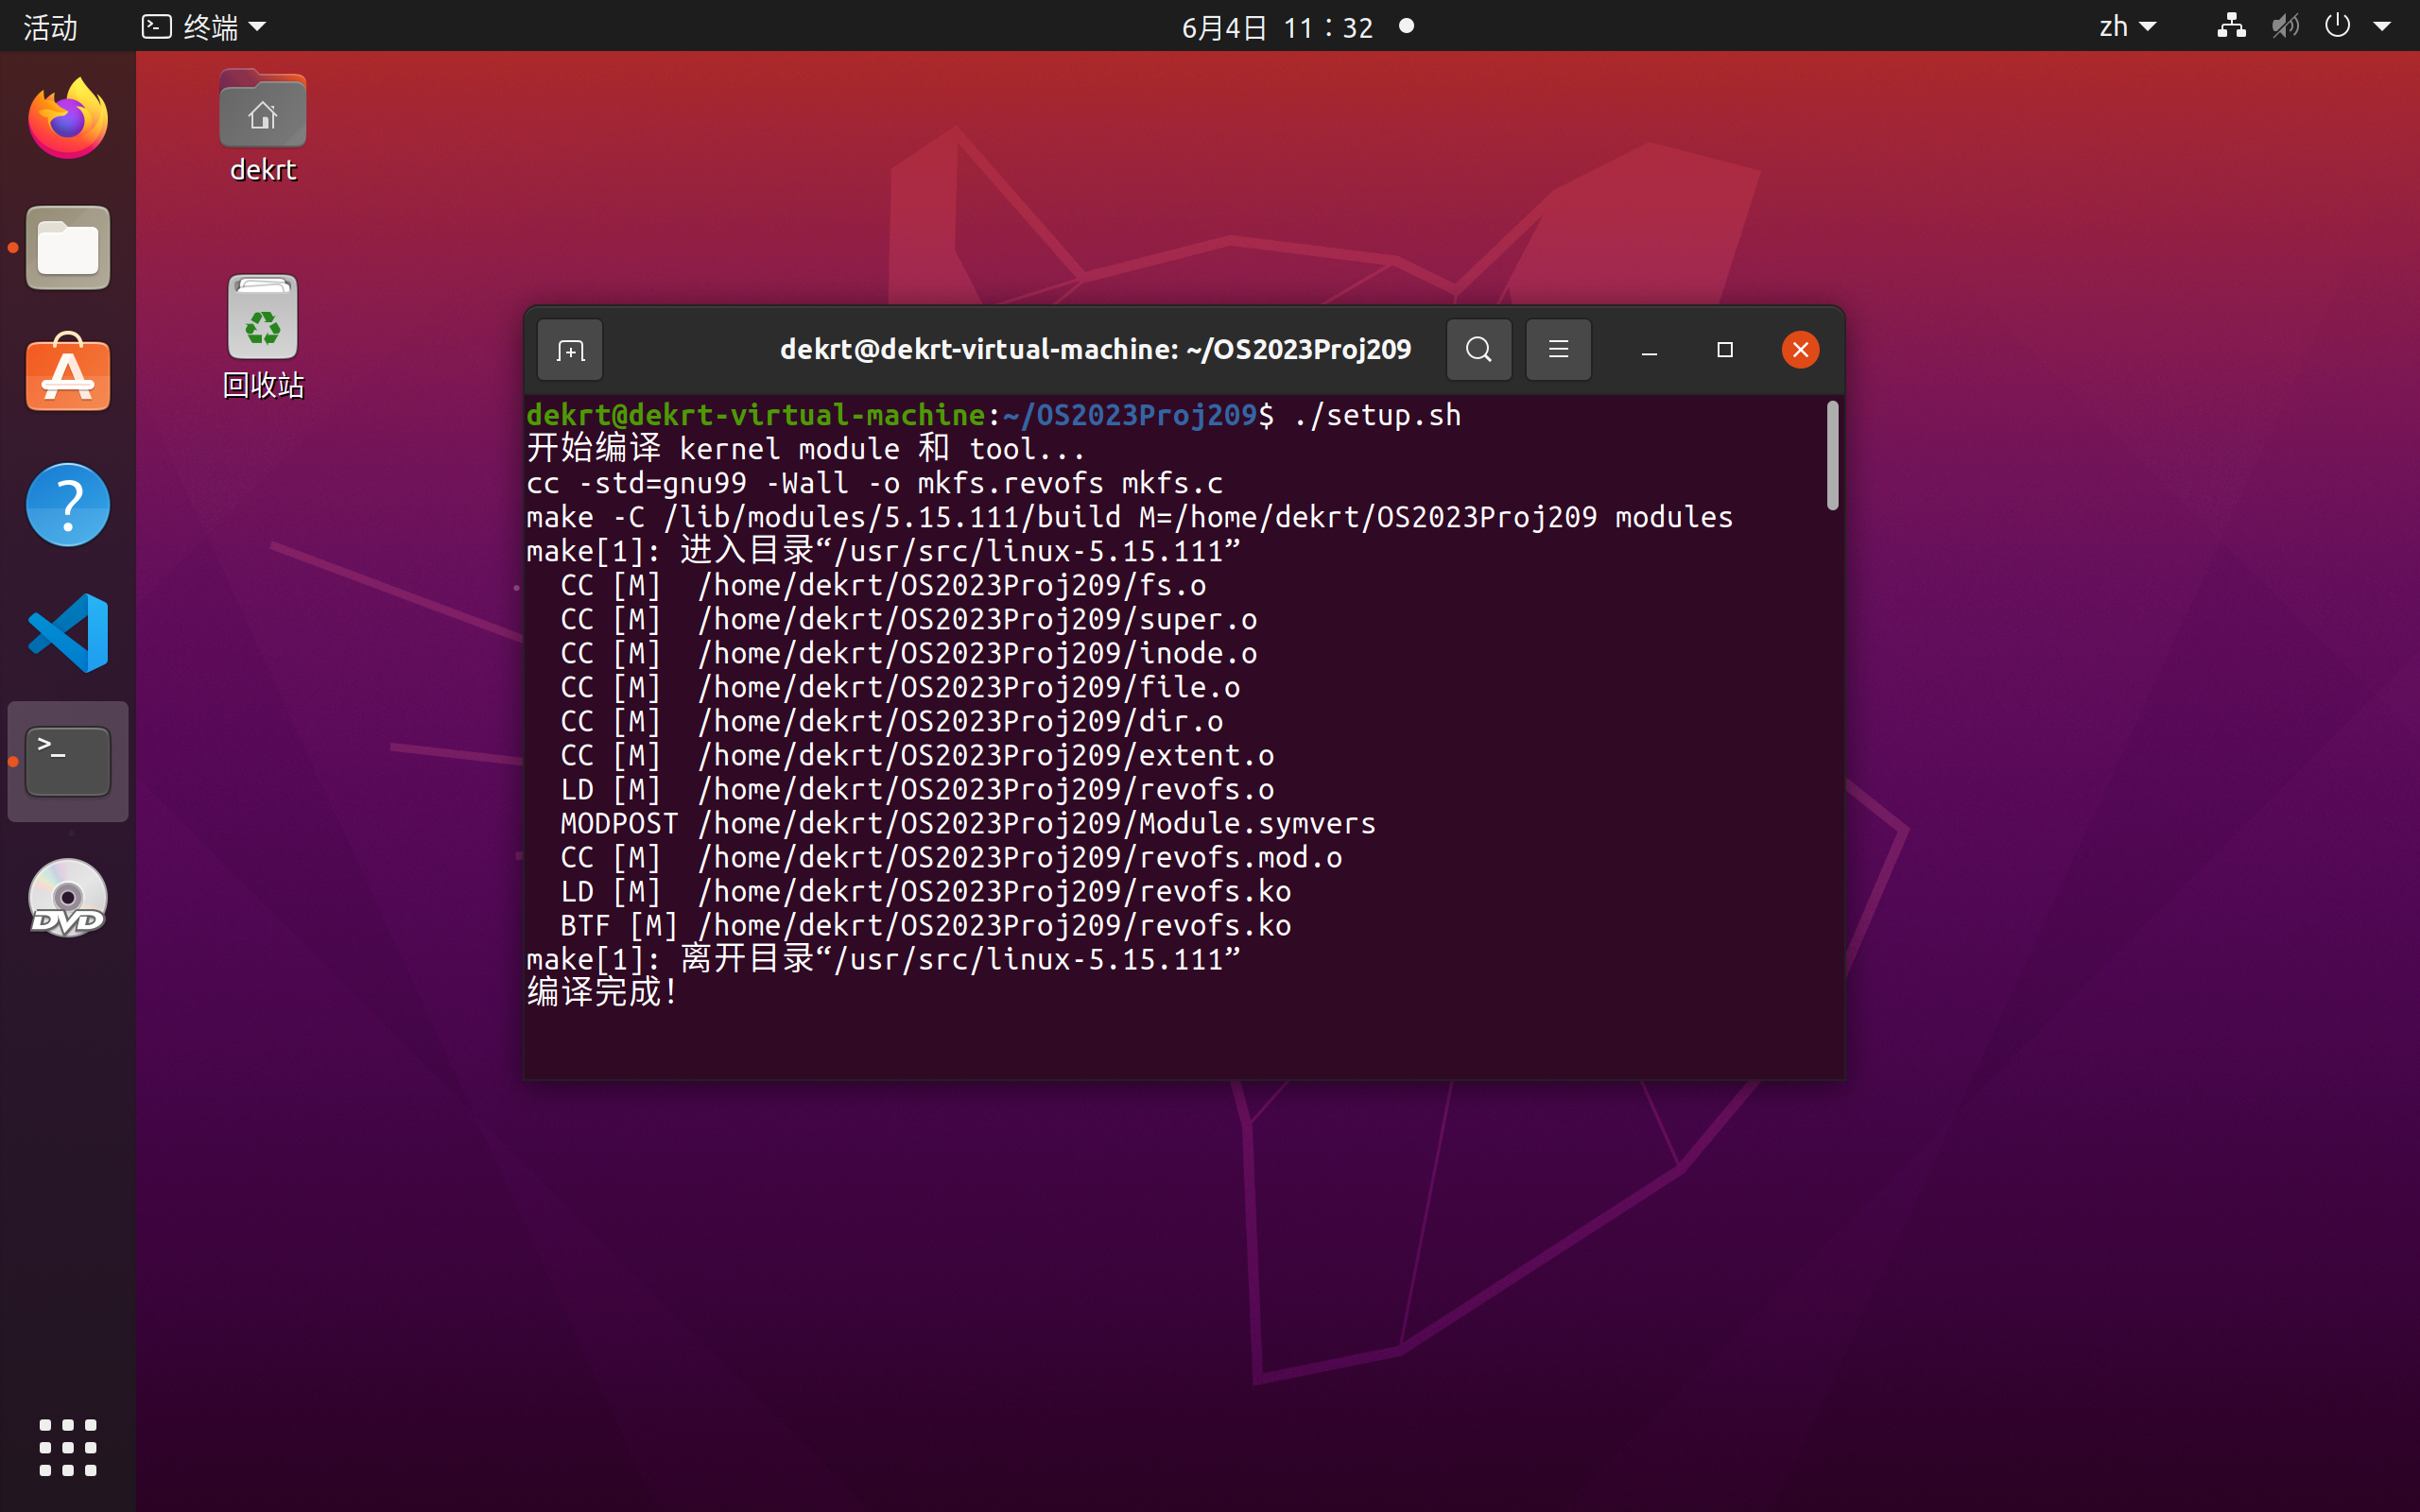 活动
终端
6月4日 11：32
zh
dekrt
回收站
DVD
dekrt@dekrt-virtual-machine: ~/OS2023Proj209
dekrt@dekrt-virtual-machine:~/OS2023Proj209$ ./setup.sh
开始编译 kernel module 和 tool...
cc -std=gnu99 -Wall -o mkfs.revofs mkfs.c
make -C /lib/modules/5.15.111/build M=/home/dekrt/OS2023Proj209 modules
make[1]: 进入目录“/usr/src/linux-5.15.111”
  CC [M]  /home/dekrt/OS2023Proj209/fs.o
  CC [M]  /home/dekrt/OS2023Proj209/super.o
  CC [M]  /home/dekrt/OS2023Proj209/inode.o
  CC [M]  /home/dekrt/OS2023Proj209/file.o
  CC [M]  /home/dekrt/OS2023Proj209/dir.o
  CC [M]  /home/dekrt/OS2023Proj209/extent.o
  LD [M]  /home/dekrt/OS2023Proj209/revofs.o
  MODPOST /home/dekrt/OS2023Proj209/Module.symvers
  CC [M]  /home/dekrt/OS2023Proj209/revofs.mod.o
  LD [M]  /home/dekrt/OS2023Proj209/revofs.ko
  BTF [M] /home/dekrt/OS2023Proj209/revofs.ko
make[1]: 离开目录“/usr/src/linux-5.15.111”
编译完成！